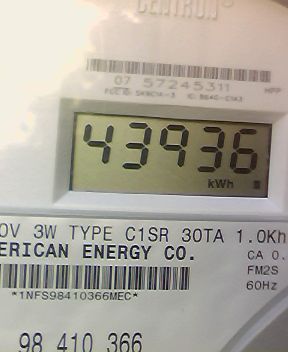 CENTRON®
07 57245311
43936
kWh
0V 3W TYPE C1SR 30TA 1.0Kh
ERICAN ENERGY CO.
CA 0.
FM2S
60Hz
*1NFS98410366MEC*
98 410 366